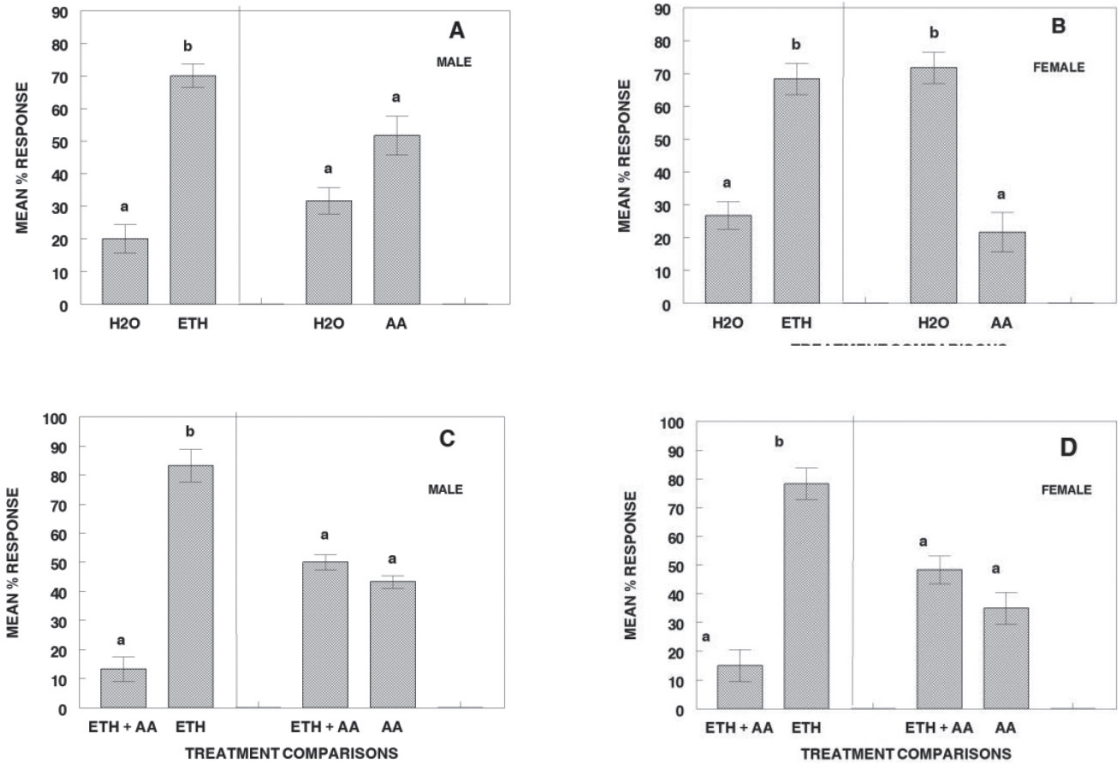 A
MALE
MEAN % RESPONSE
90
80
70
60
50
40
30
20
10
0
a
b
a
a
H2O ETH H2O AA
B
FEMALE
MEAN % RESPONSE
90
80
70
60
50
40
30
20
10
0
a
b
b
a
H2O ETH H2O AA
TREATMENT COMPARISONS
C
MALE
MEAN % RESPONSE
100
90
80
70
60
50
40
30
20
10
0
a
b
a
a
ETH + AA ETH ETH + AA AA
TREATMENT COMPARISONS
D
FEMALE
MEAN % RESPONSE
100
90
80
70
60
50
40
30
20
10
0
a
b
a
a
ETH + AA ETH ETH + AA AA
TREATMENT COMPARISONS